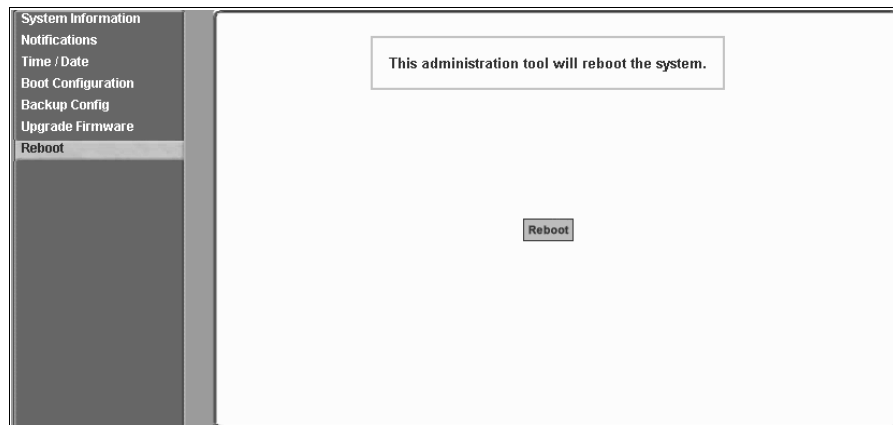 System Information
Notifications
Time / Date
Boot Configuration
Backup Config
Upgrade Firmware
Reboot
This administration tool will reboot the system.
Reboot